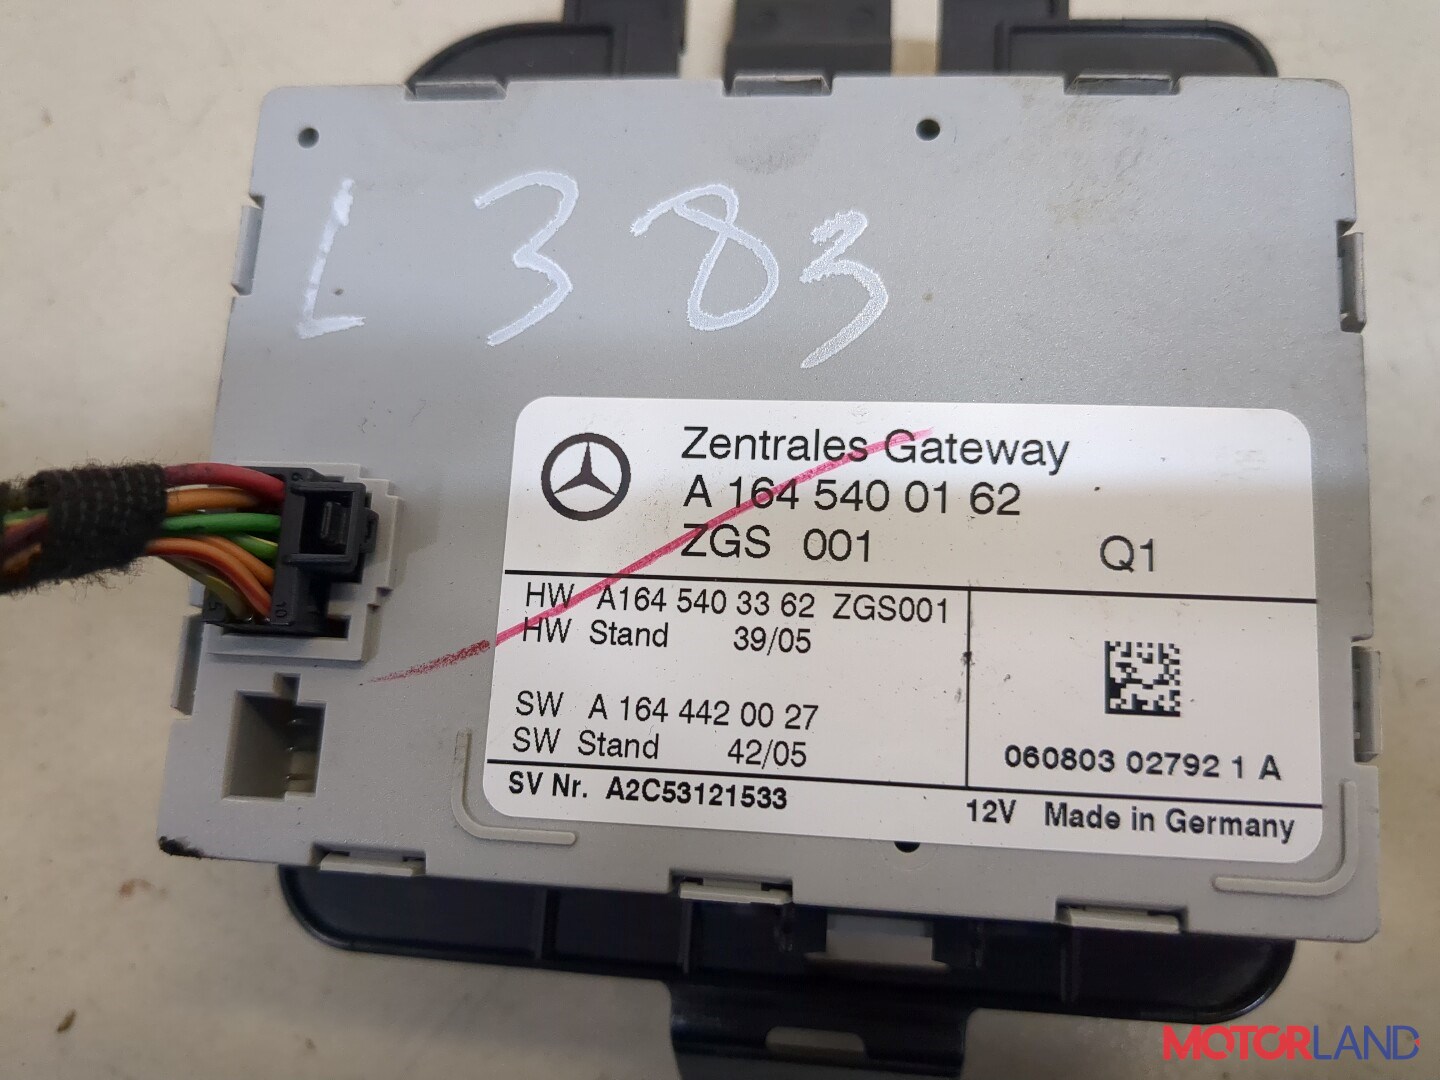 L 383
Zentrales Gateway
A 164 540 01 62
ZGS 001 Q1
HW A164 540 33 62 ZGS001
HW Stand 39/05
SW A 164 442 00 27
SW Stand 42/05
060803 02792 1 A
SV Nr. A2C53121533
12V Made in Germany
10
MOTORLAND